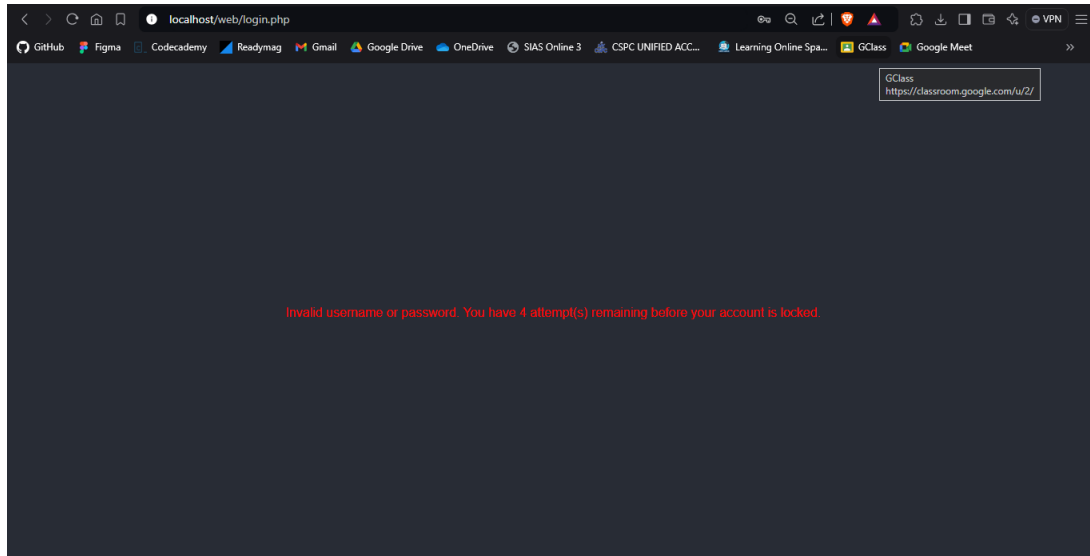 localhost/web/login.php
VPN
GitHub Figma Codecademy Readymag Gmail Google Drive OneDrive SIAS Online 3 CSPC UNIFIED ACC... Learning Online Spa... GClass Google Meet »
GClass
https://classroom.google.com/u/2/
Invalid username or password. You have 4 attempt(s) remaining before your account is locked.